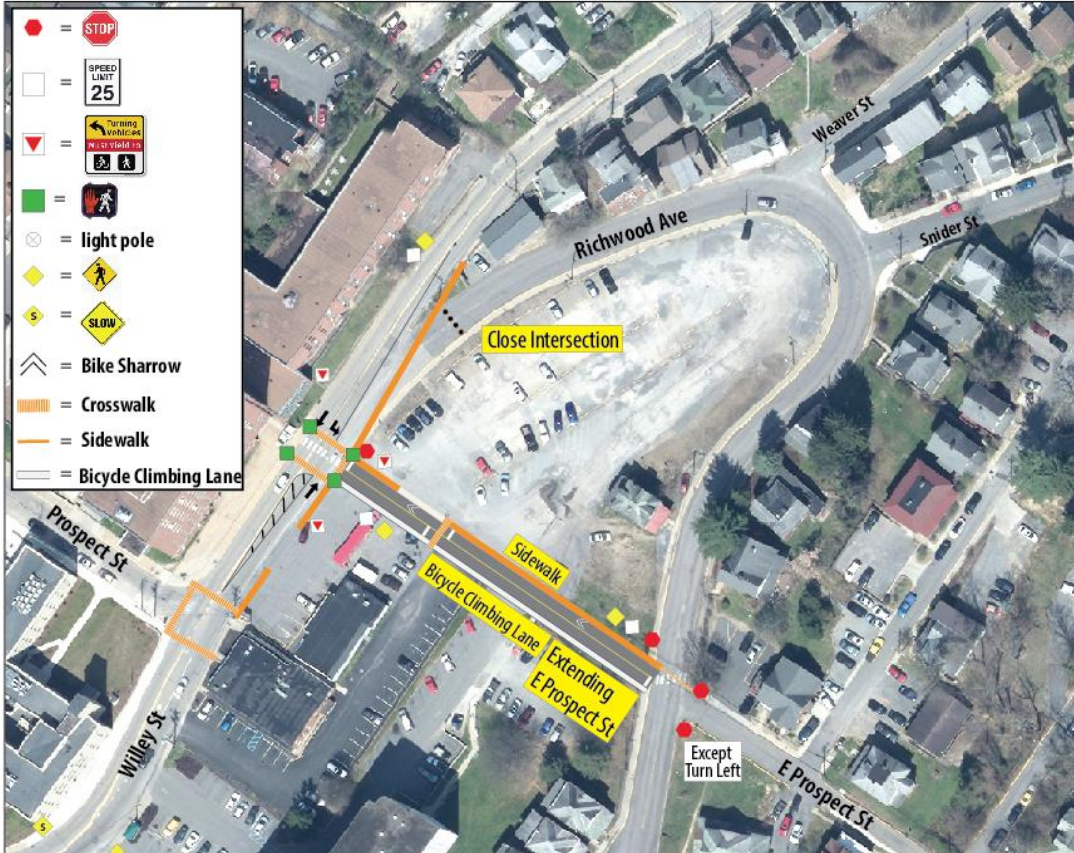 = STOP
= SPEED
LIMIT
25
= Turning
Vehicles
Must Yield to
=
= light pole
=
S = SLOW
= Bike Sharrow
= Crosswalk
= Sidewalk
= Bicycle Climbing Lane
Weaver St
Richwood Ave
Snider St
Close Intersection
Prospect St
Sidewalk
Bicycle Climbing Lane
Extending
E Prospect St
Willey St
Except
Turn Left
E Prospect St
S